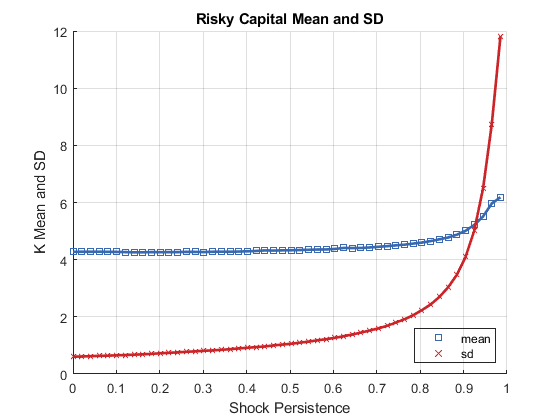 Risky Capital Mean and SD
K Mean and SD
12
10
8
6
4
2
0
0 0.1 0.2 0.3 0.4 0.5 0.6 0.7 0.8 0.9 1
Shock Persistence
mean
sd